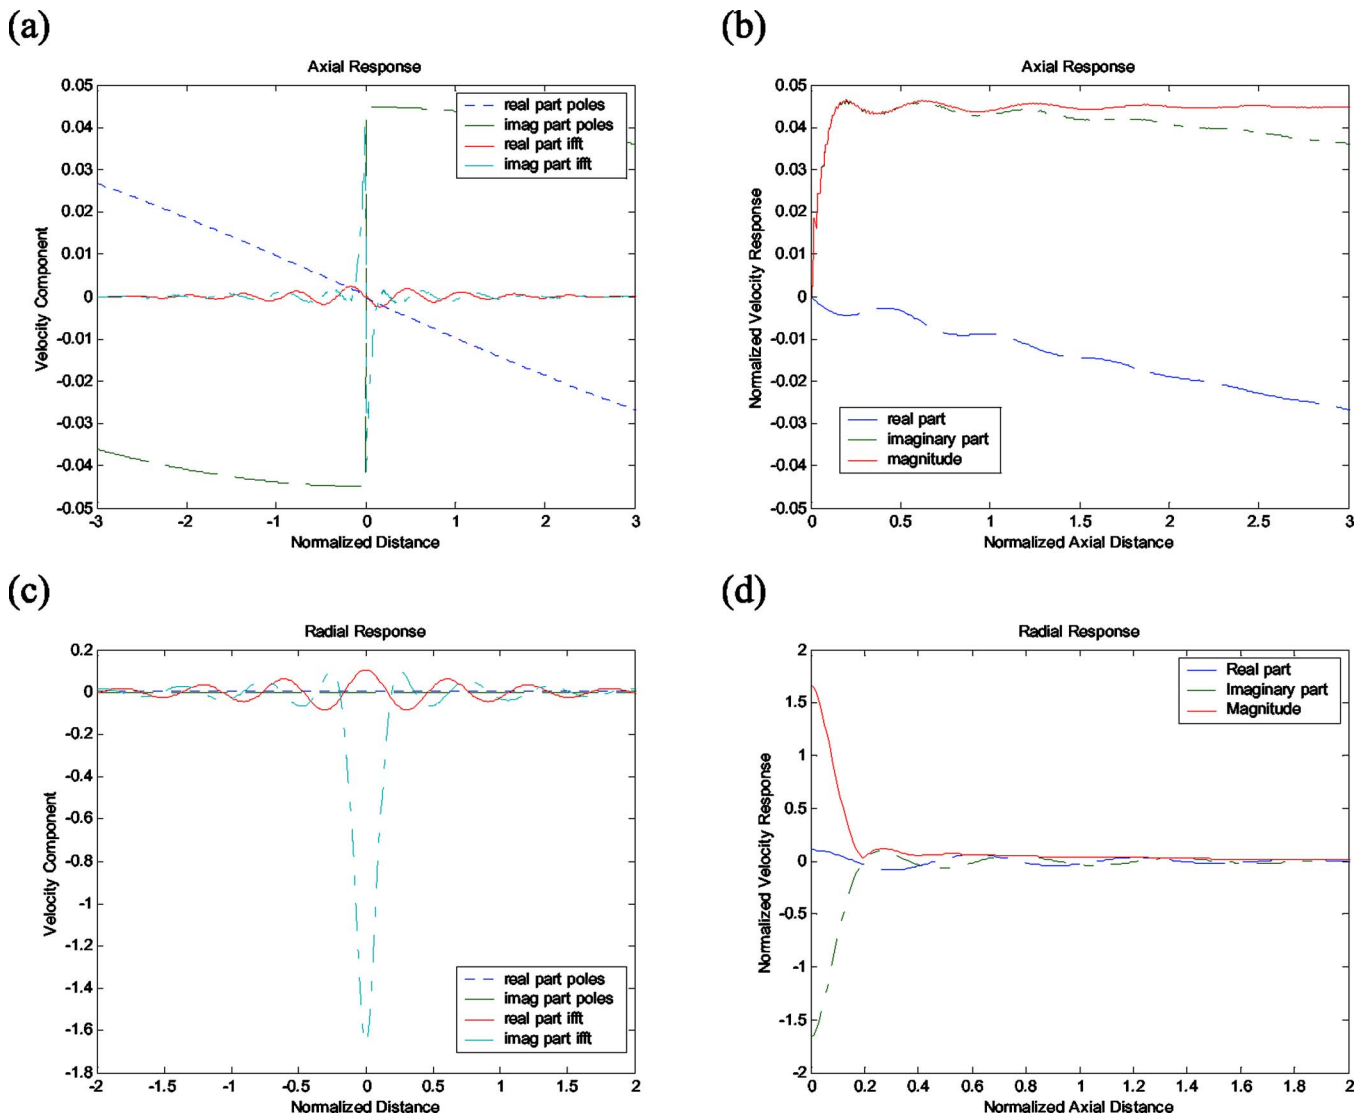 (a)
Axial Response
0.05
0.04
0.03
0.02
0.01
0
-0.01
-0.02
-0.03
-0.04
-0.05
Velocity Component
real part poles
imag part poles
real part ifft
imag part ifft
-3
-2
-1
0
1
2
3
Normalized Distance
(b)
Axial Response
0.05
0.04
0.03
0.02
0.01
0
-0.01
-0.02
-0.03
-0.04
-0.05
Normalized Velocity Response
real part
imaginary part
magnitude
0
0.5
1
1.5
2
2.5
3
Normalized Axial Distance
(c)
Radial Response
0.2
0
-0.2
-0.4
-0.6
-0.8
-1
-1.2
-1.4
-1.6
-1.8
Velocity Component
real part poles
imag part poles
real part ifft
imag part ifft
-2
-1.5
-1
-0.5
0
0.5
1
1.5
2
Normalized Distance
(d)
Radial Response
2
1.5
1
0.5
0
-0.5
-1
-1.5
-2
Normalized Velocity Response
Real part
Imaginary part
Magnitude
0
0.2
0.4
0.6
0.8
1
1.2
1.4
1.6
1.8
2
Normalized Axial Distance